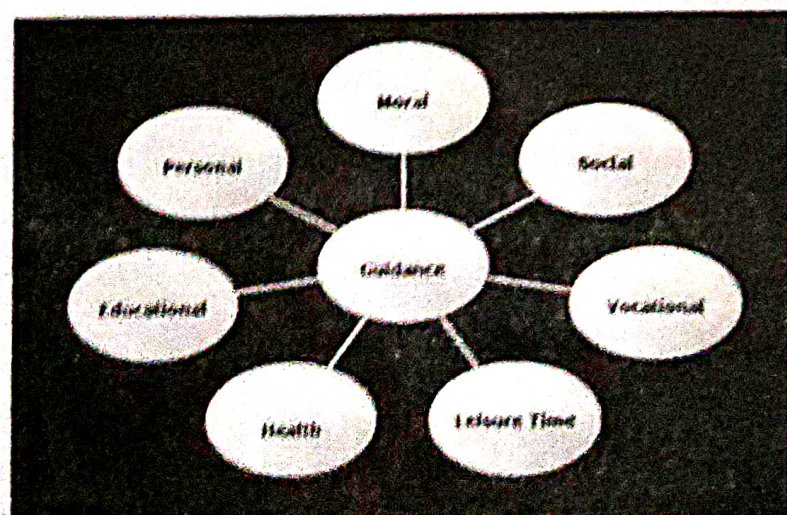 Moral
Personal
Social
Guidance
Educational
Vocational
Health
Leisure Time